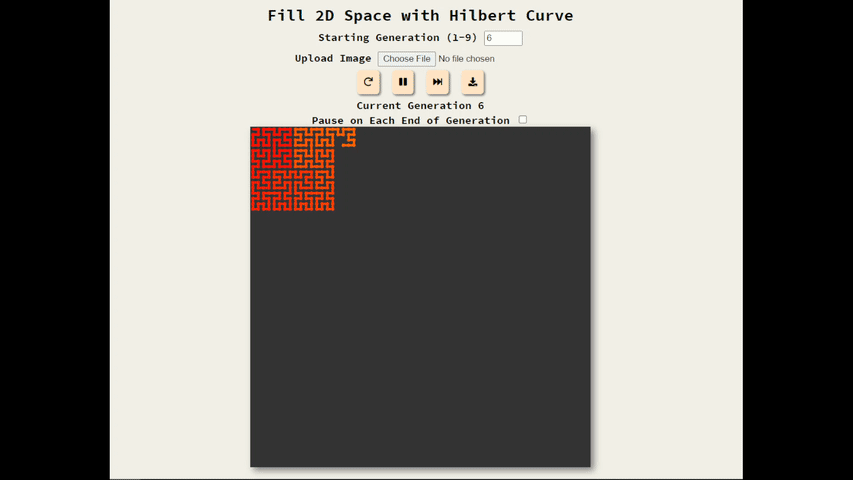 Fill 2D Space with Hilbert Curve
Starting Generation (1-9) 6
Upload Image Choose File No file chosen
Current Generation 6
Pause on Each End of Generation